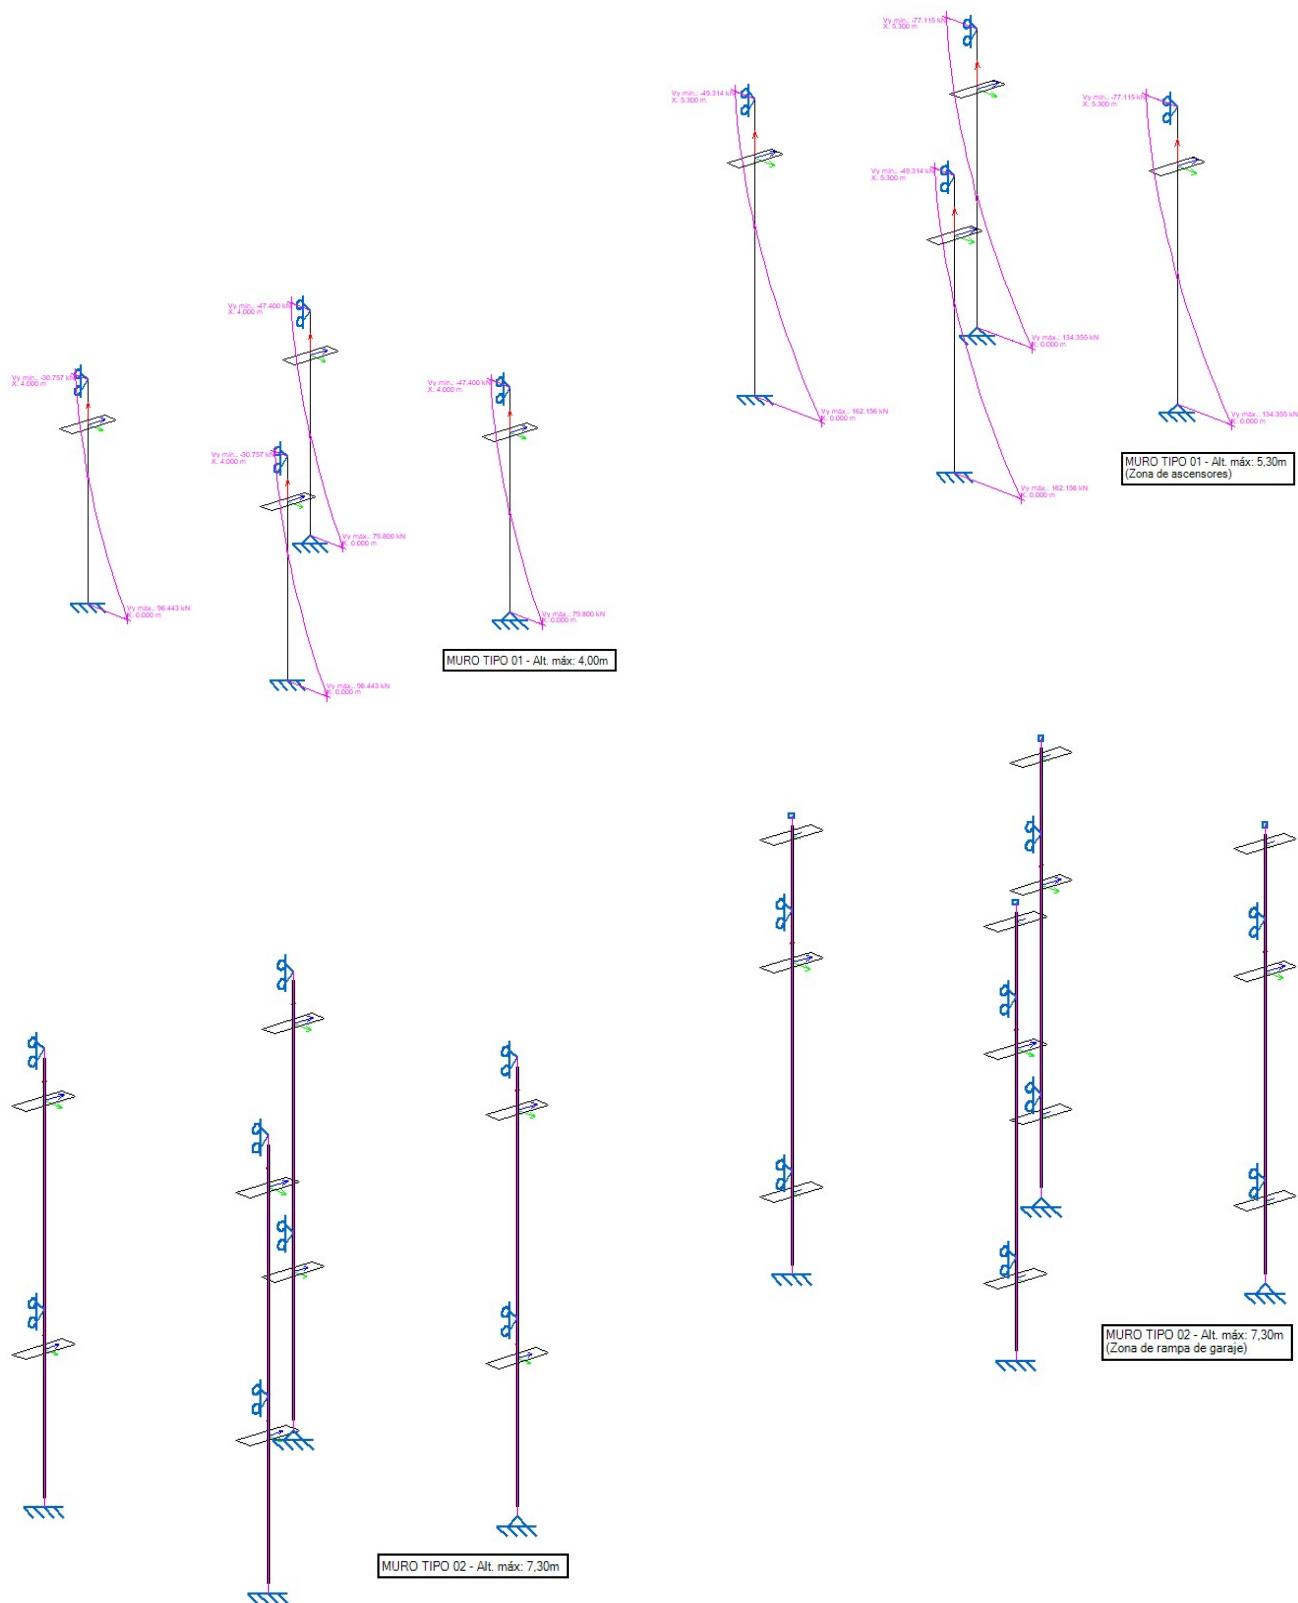 Vy mín.: -77.115 kN
X: 5.300 m
Vy mín.: -49.314 kN
X: 5.300 m
Vy mín.: -77.115 kN
X: 5.300 m
Vy mín.: -49.314 kN
X: 5.300 m
Vy máx.: 134.355 kN
X: 0.000 m
Vy máx.: 162.156 kN
X: 0.000 m
Vy máx.: 134.355 kN
X: 0.000 m
Vy máx.: 162.156 kN
X: 0.000 m
MURO TIPO 01 - Alt. máx: 5,30m
(Zona de ascensores)
Vy mín.: -47.400 kN
X: 4.000 m
Vy mín.: -30.757 kN
X: 4.000 m
Vy mín.: -47.400 kN
X: 4.000 m
Vy mín.: -30.757 kN
X: 4.000 m
Vy máx.: 75.800 kN
X: 0.000 m
Vy máx.: 96.443 kN
X: 0.000 m
Vy máx.: 75.800 kN
X: 0.000 m
Vy máx.: 96.443 kN
X: 0.000 m
MURO TIPO 01 - Alt. máx: 4,00m
MURO TIPO 02 - Alt. máx: 7,30m
(Zona de rampa de garaje)
MURO TIPO 02 - Alt. máx: 7,30m